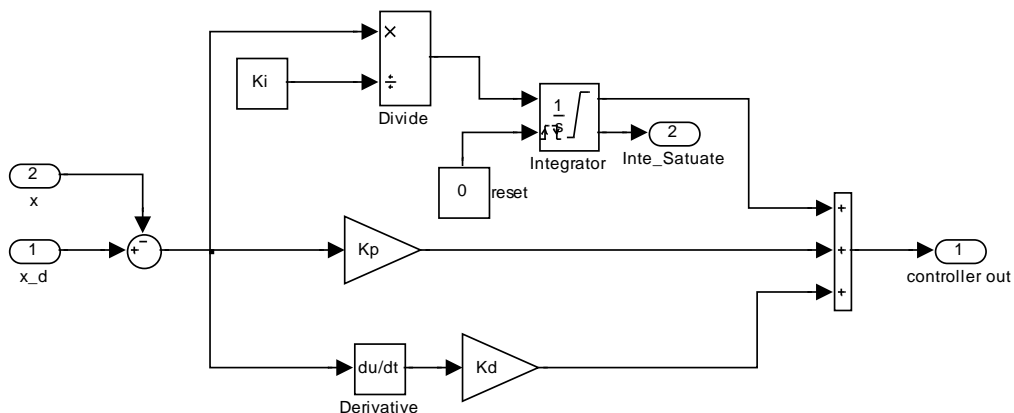 ×
÷
Ki
Divide
1
s
Integrator
2
Inte_Satuate
0
reset
2
x
−
+
1
x_d
Kp
+
+
+
1
controller out
du/dt
Derivative
Kd